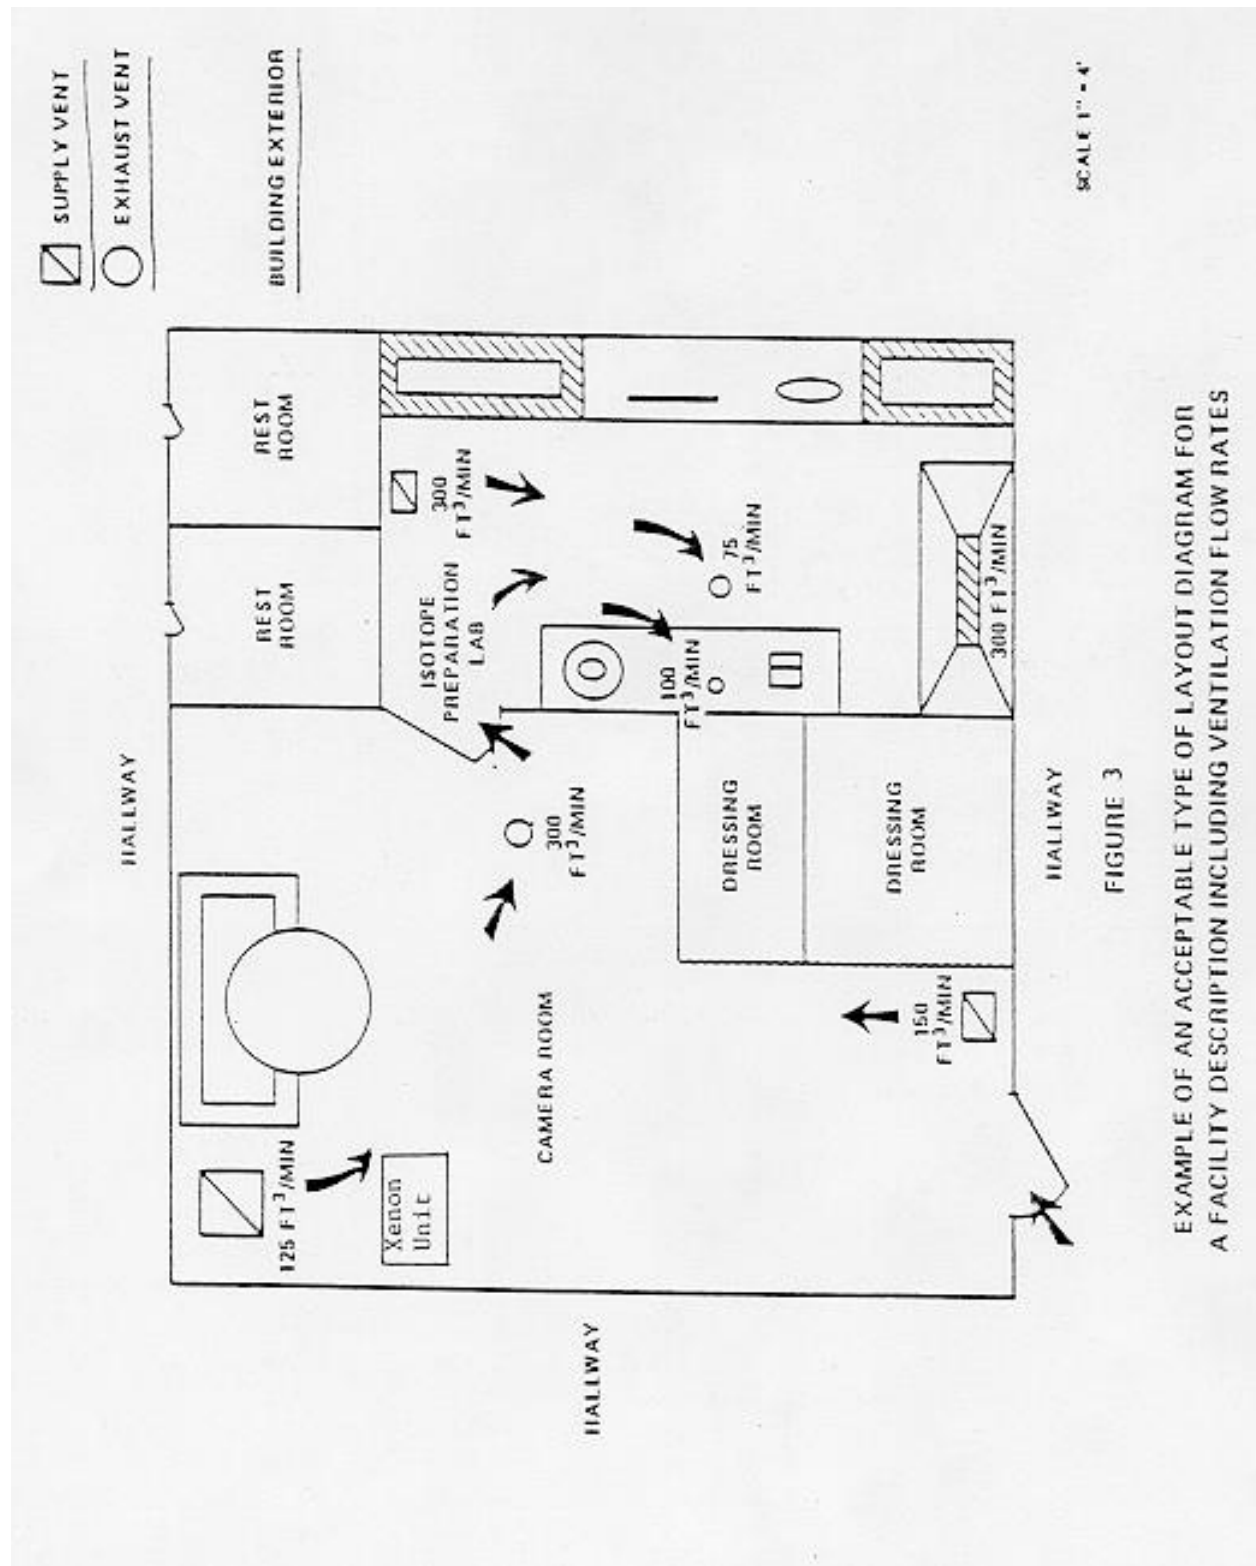 SUPPLY VENT
EXHAUST VENT
BUILDING EXTERIOR
HALLWAY
REST
ROOM
REST
ROOM
125 FT³/MIN
Xenon
Unit
CAMERA ROOM
300
FT³/MIN
ISOTOPE
PREPARATION
LAB
300
FT³/MIN
100
FT³/MIN
75
FT³/MIN
DRESSING
ROOM
DRESSING
ROOM
150
FT³/MIN
300 FT³/MIN
HALLWAY
HALLWAY
SCALE 1" = 4'
FIGURE 3
EXAMPLE OF AN ACCEPTABLE TYPE OF LAYOUT DIAGRAM FOR
A FACILITY DESCRIPTION INCLUDING VENTILATION FLOW RATES